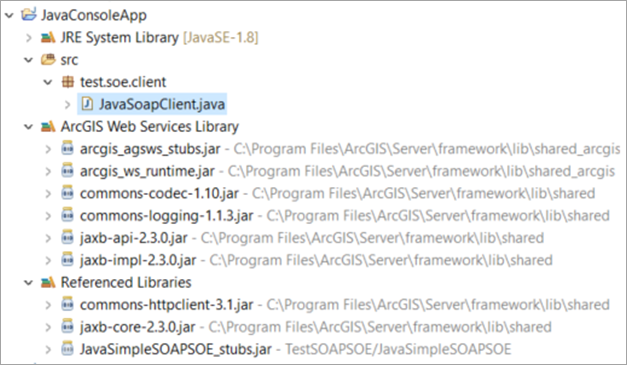 JavaConsoleApp
JRE System Library [JavaSE-1.8]
src
test.soe.client
JavaSoapClient.java
ArcGIS Web Services Library
arcgis_agsws_stubs.jar - C:\Program Files\ArcGIS\Server\framework\lib\shared_arcgis
arcgis_ws_runtime.jar - C:\Program Files\ArcGIS\Server\framework\lib\shared_arcgis
commons-codec-1.10.jar - C:\Program Files\ArcGIS\Server\framework\lib\shared
commons-logging-1.1.3.jar - C:\Program Files\ArcGIS\Server\framework\lib\shared
jaxb-api-2.3.0.jar - C:\Program Files\ArcGIS\Server\framework\lib\shared
jaxb-impl-2.3.0.jar - C:\Program Files\ArcGIS\Server\framework\lib\shared
Referenced Libraries
commons-httpclient-3.1.jar - C:\Program Files\ArcGIS\Server\framework\lib\shared
jaxb-core-2.3.0.jar - C:\Program Files\ArcGIS\Server\framework\lib\shared
JavaSimpleSOAPSOE_stubs.jar - TestSOAPSOE/JavaSimpleSOAPSOE